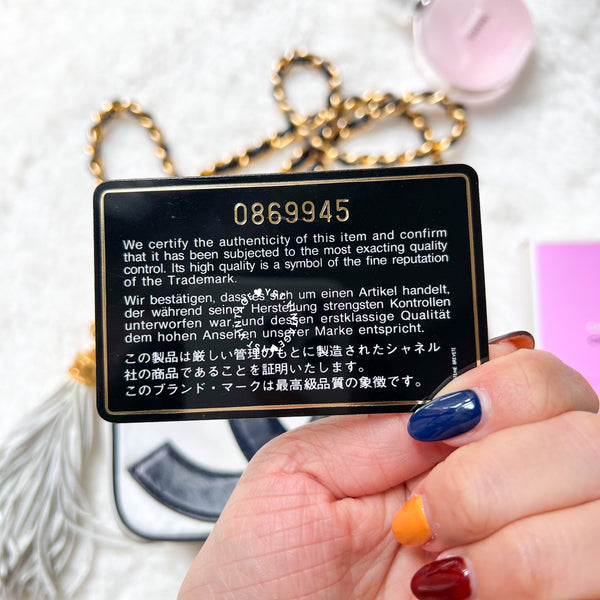 0869945
We certify the authenticity of this item and confirm
that it has been subjected to the most exacting quality
control. Its high quality is a symbol of the fine reputation
of the Trademark.
Wir bestätigen, dass es sich um einen Artikel handelt,
der während seiner Herstellung strengsten Kontrollen
unterworfen war und dessen erstklassige Qualität
dem hohen Ansehen unserer Marke entspricht.
この製品は厳しい管理のもとに製造されたシャネル
社の商品であることを証明いたします。
このブランド・マークは最高級品質の象徴です。